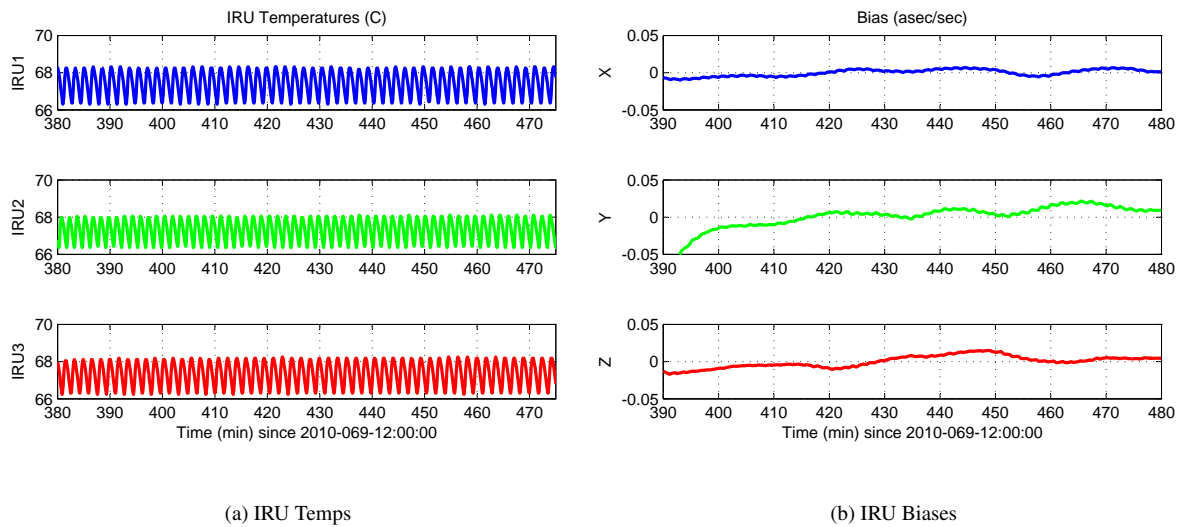 IRU Temperatures (C)
70
68
66
IRU1
380 390 400 410 420 430 440 450 460 470
70
68
66
IRU2
380 390 400 410 420 430 440 450 460 470
70
68
66
IRU3
380 390 400 410 420 430 440 450 460 470
Time (min) since 2010-069-12:00:00
(a) IRU Temps
Bias (asec/sec)
0.05
0
-0.05
X
390 400 410 420 430 440 450 460 470 480
0.05
0
-0.05
Y
390 400 410 420 430 440 450 460 470 480
0.05
0
-0.05
Z
390 400 410 420 430 440 450 460 470 480
Time (min) since 2010-069-12:00:00
(b) IRU Biases